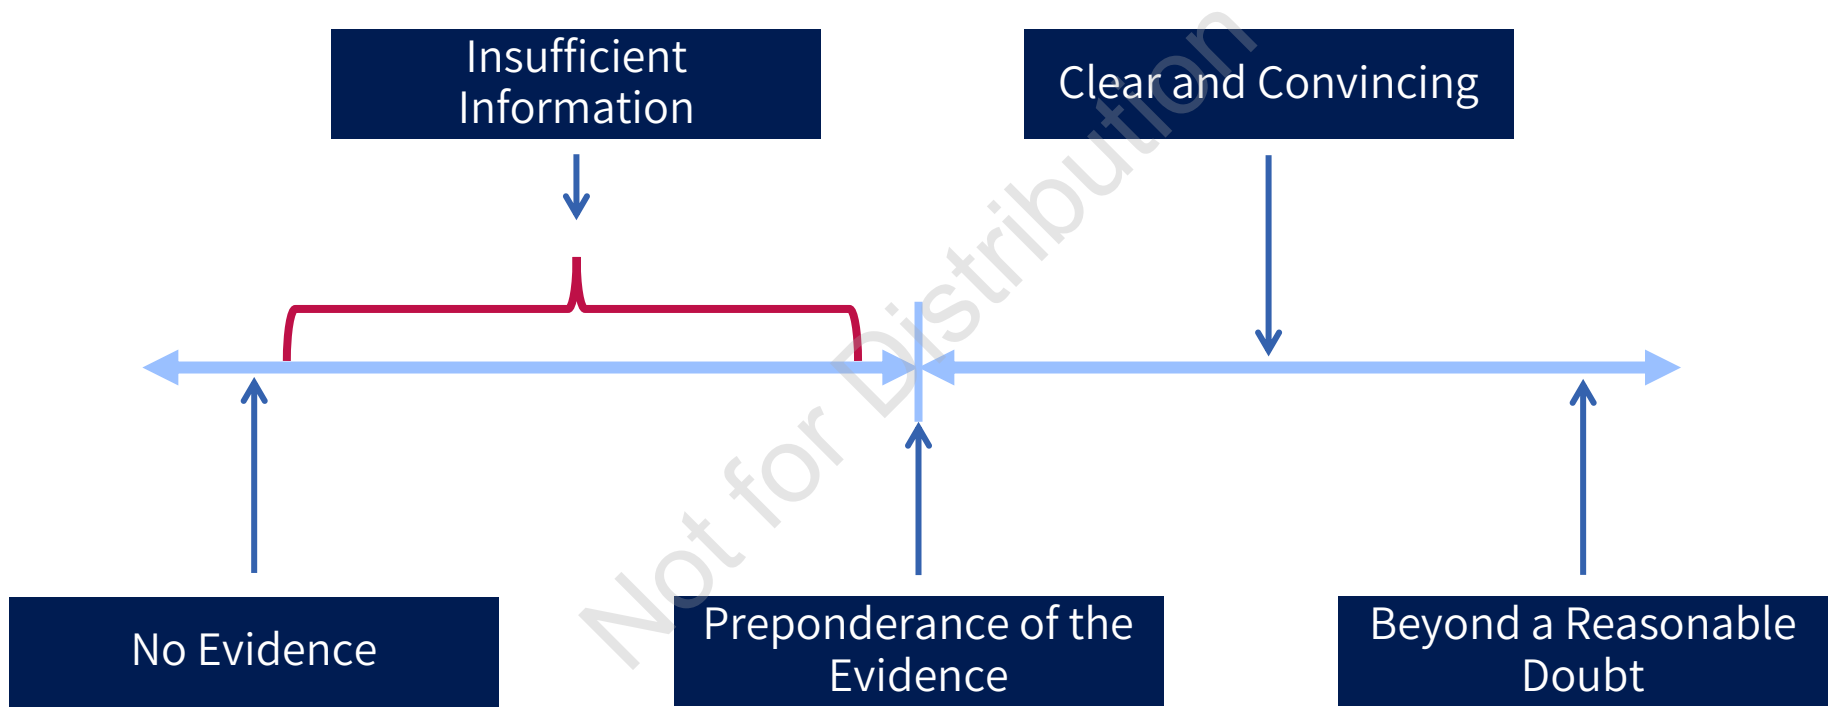 Insufficient
Information
Clear and Convincing
Not for Distribution
No Evidence
Preponderance of the
Evidence
Beyond a Reasonable
Doubt